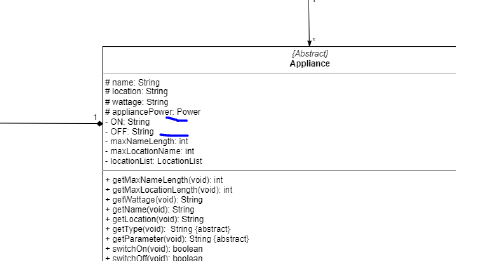 1
{Abstract}
Appliance
# name: String
# location: String
# wattage: String
# appliancePower: Power
1
- ON: String
- OFF: String
- maxNameLength: int
- maxLocationName: int
- locationList: LocationList
+ getMaxNameLength(void): int
+ getMaxLocationLength(void): int
+ getWattage(void): String
+ getName(void): String
+ getLocation(void): String
+ getType(void): String {abstract}
+ getParameter(void): String {abstract}
+ switchOn(void): boolean
+ switchOff(void): boolean